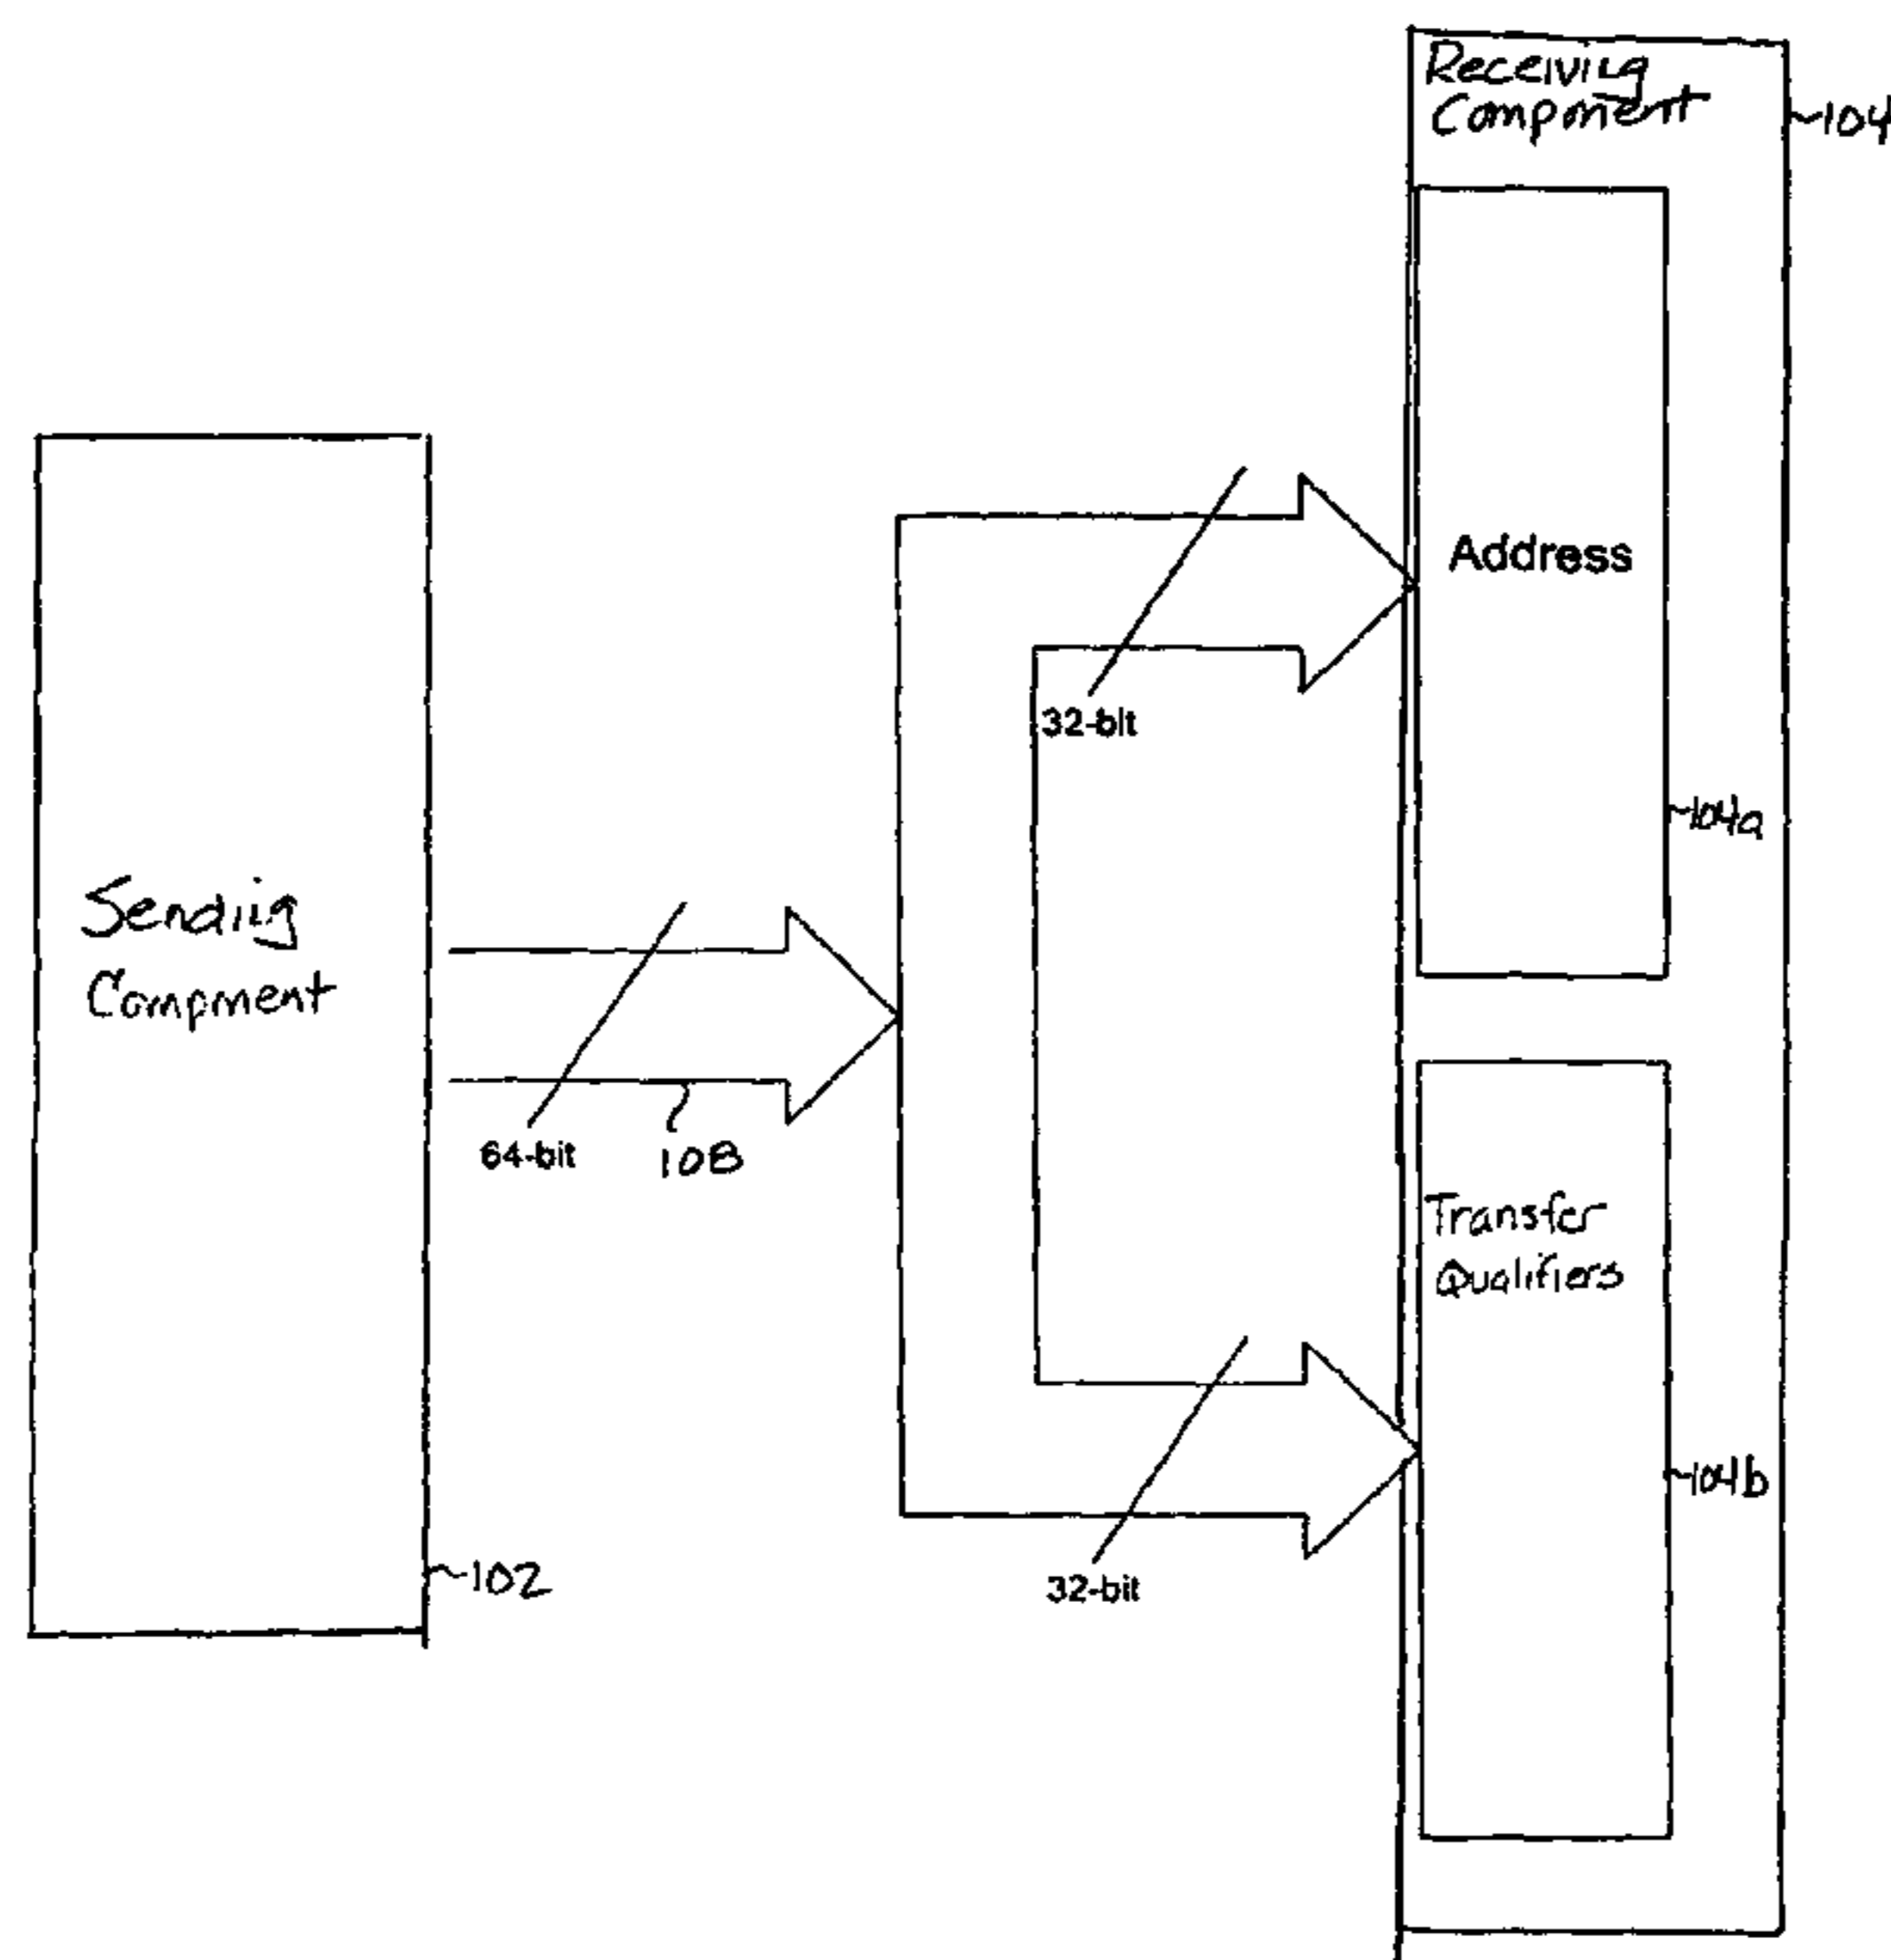 Receiving
Component
104
Address
32-bit
104a
Sending
Component
64-bit
108
Transfer
Qualifiers
104b
32-bit
102